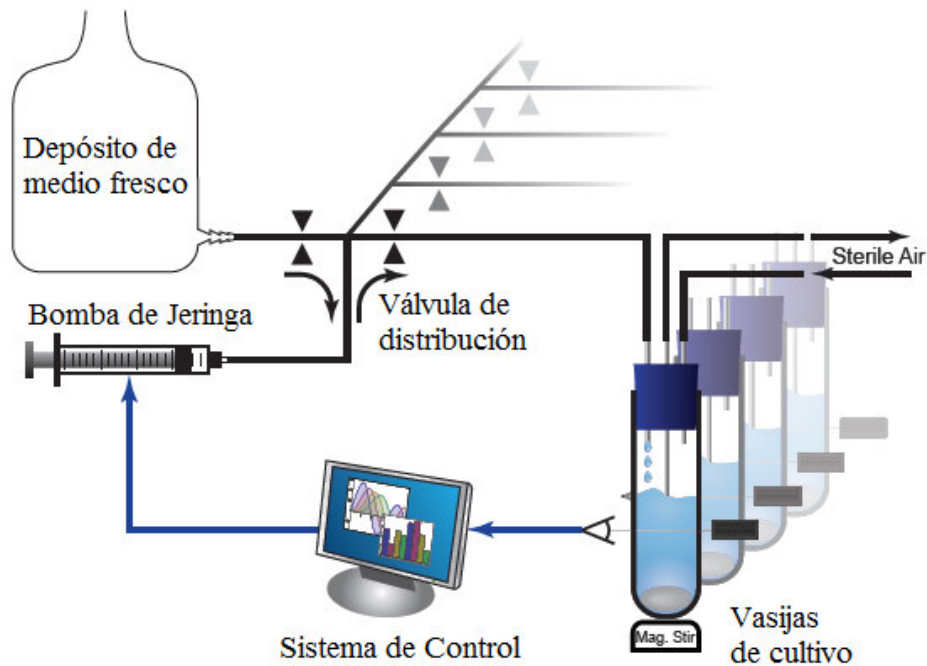 Depósito de
medio fresco
Sterile Air
Bomba de Jeringa
Válvula de
distribución
Sistema de Control
Mag. Stir
Vasijas
de cultivo